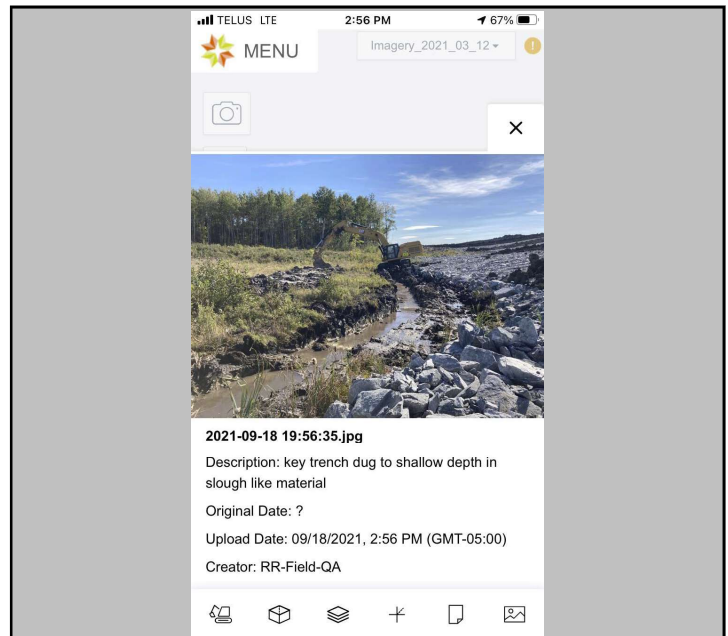 TELUS LTE 2:56 PM 67%
MENU Imagery_2021_03_12
!
2021-09-18 19:56:35.jpg
Description: key trench dug to shallow depth in
slough like material
Original Date: ?
Upload Date: 09/18/2021, 2:56 PM (GMT-05:00)
Creator: RR-Field-QA